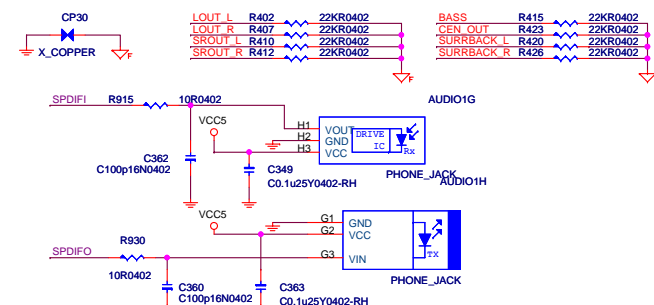 CP30
X_COPPER
F
LOUT_L R402 22KR0402
LOUT_R R407 22KR0402
SROUT_L R410 22KR0402
SROUT_R R412 22KR0402
F
BASS R415 22KR0402
CEN_OUT R423 22KR0402
SURRBACK_L R420 22KR0402
SURRBACK_R R426 22KR0402
SPDIFI R915 10R0402
AUDIO1G
VCC5
H1 VOUT
H2 GND
H3 VCC
DRIVE
IC
Rx
C362
C100p16N0402
C349
C0.1u25Y0402-RH
PHONE_JACK
AUDIO1H
VCC5
G1 GND
G2 VCC
G3 VIN
TX
SPDIFO R930
10R0402
PHONE_JACK
C360
C100p16N0402
C363
C0.1u25Y0402-RH